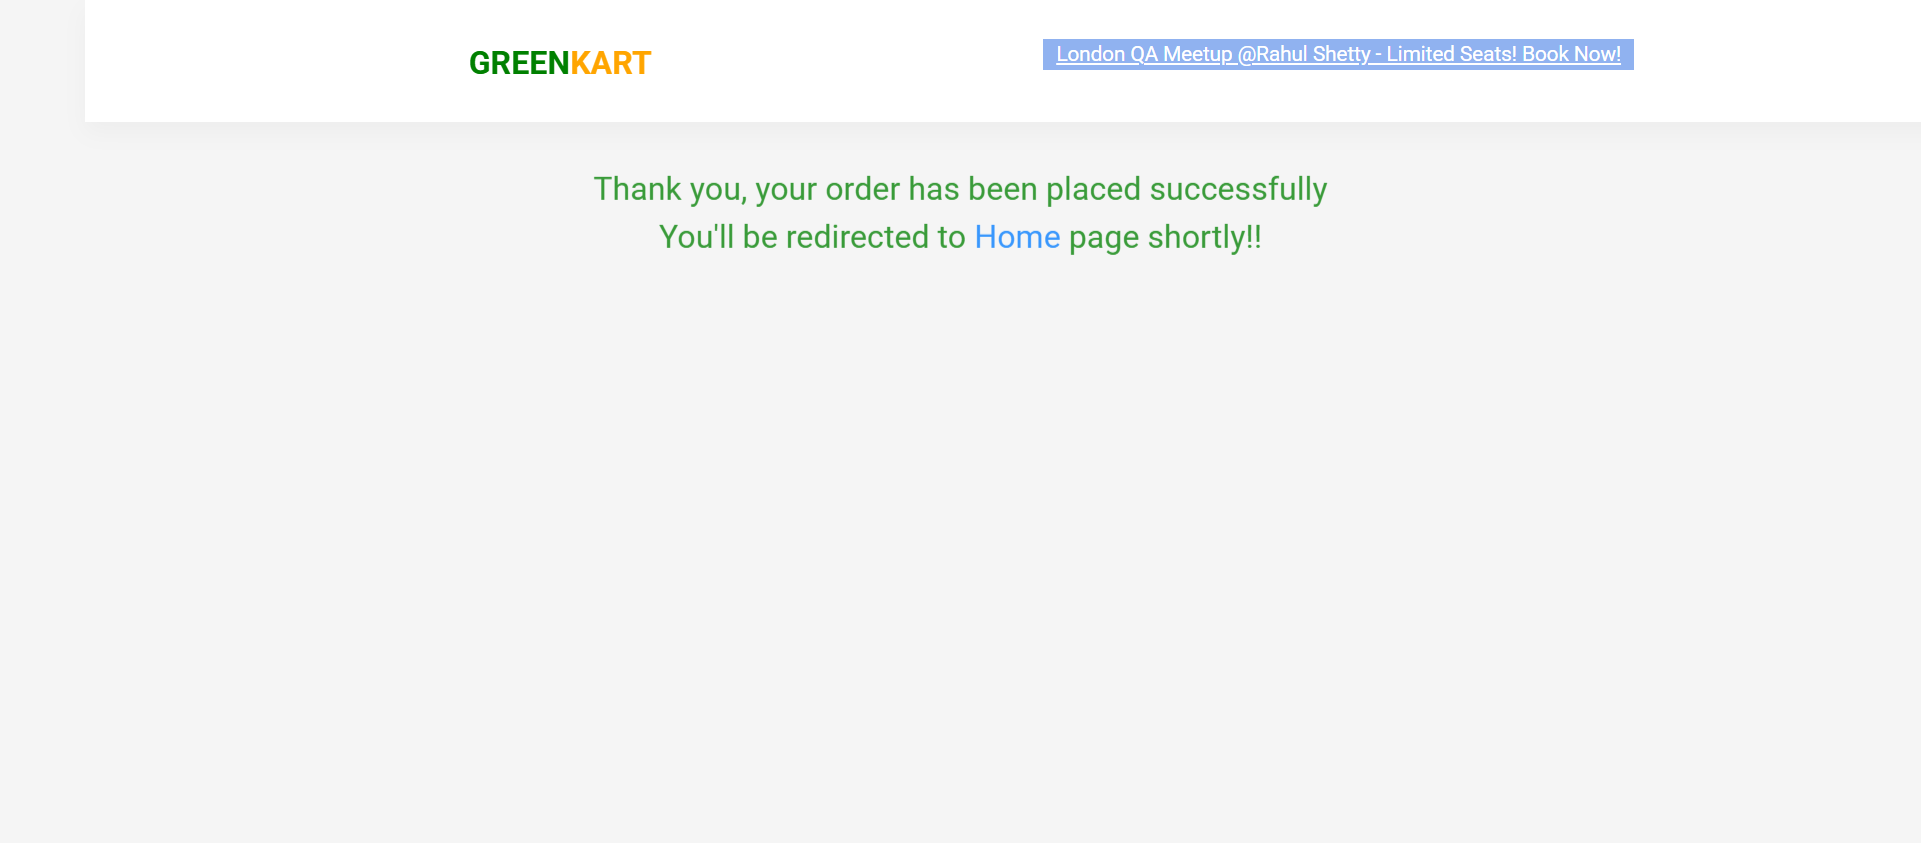 GREENKART
London QA Meetup @Rahul Shetty - Limited Seats! Book Now!
Thank you, your order has been placed successfully
You'll be redirected to Home page shortly!!